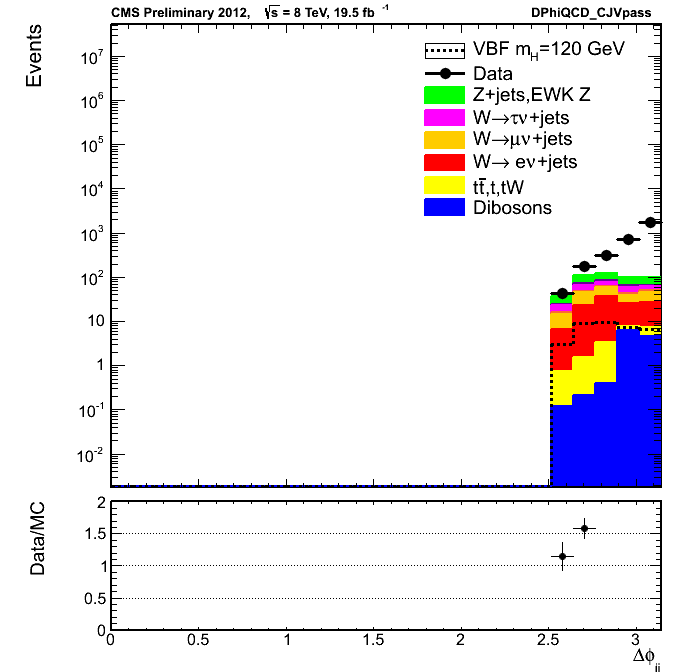 CMS Preliminary 2012, √s = 8 TeV, 19.5 fb⁻¹ DPhiQCD_CJVpass
Events
VBF m_H=120 GeV
Data
Z+jets,EWK Z
W→τν+jets
W→μν+jets
W→ eν+jets
tt̄,t,tW
Dibosons
10⁷
10⁶
10⁵
10⁴
10³
10²
10
1
10⁻¹
10⁻²
Data/MC
2
1.5
1
0.5
0
0 0.5 1 1.5 2 2.5 3
Δϕ_jj